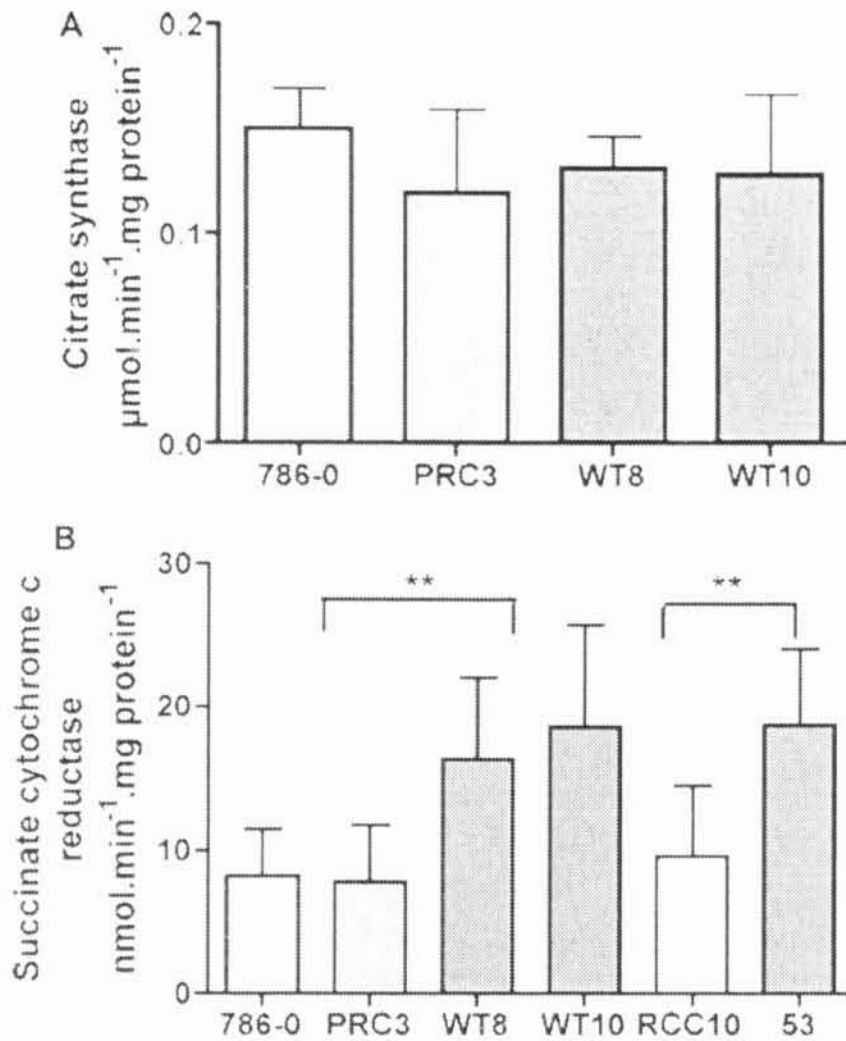 A
Citrate synthase
µmol.min-1.mg protein-1
0.2
0.1
0.0
786-0
PRC3
WT8
WT10
B
Succinate cytochrome c
reductase
nmol.min-1.mg protein-1
30
20
10
0
**
**
786-0
PRC3
WT8
WT10
RCC10
53